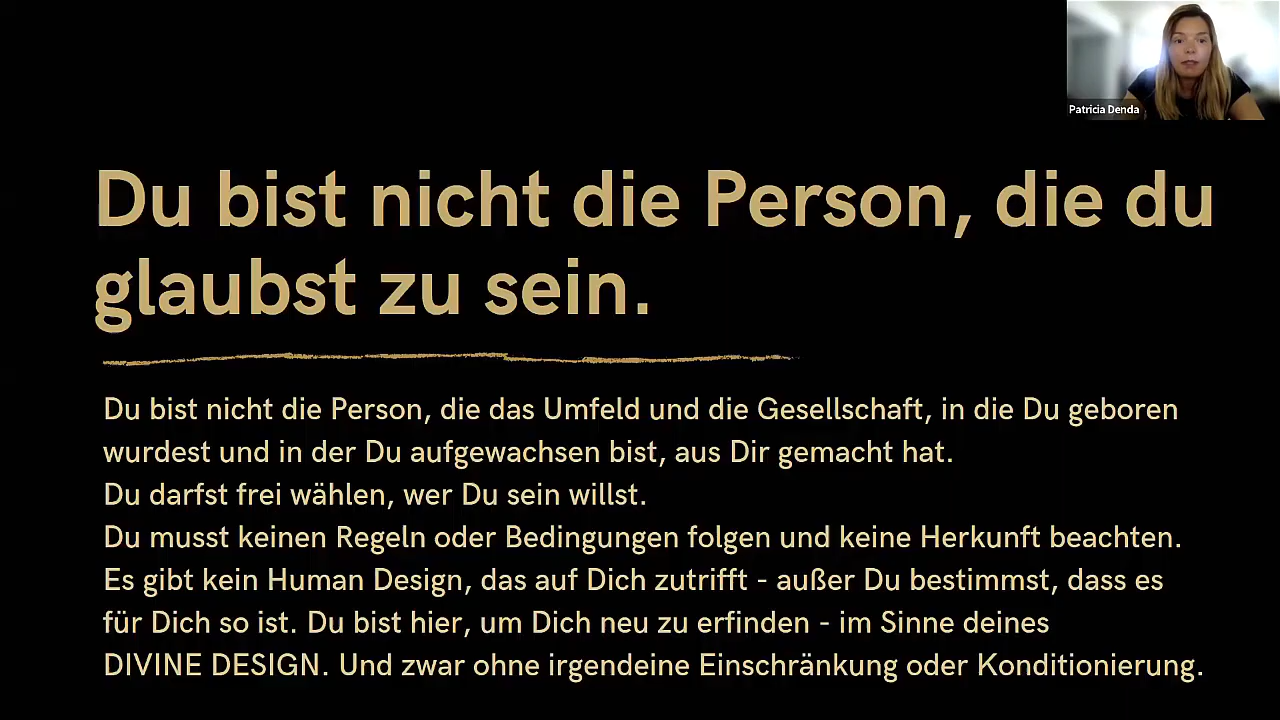 Patricia Denda
Du bist nicht die Person, die du
glaubst zu sein.
Du bist nicht die Person, die das Umfeld und die Gesellschaft, in die Du geboren
wurdest und in der Du aufgewachsen bist, aus Dir gemacht hat.
Du darfst frei wählen, wer Du sein willst.
Du musst keinen Regeln oder Bedingungen folgen und keine Herkunft beachten.
Es gibt kein Human Design, das auf Dich zutrifft - außer Du bestimmst, dass es
für Dich so ist. Du bist hier, um Dich neu zu erfinden - im Sinne deines
DIVINE DESIGN. Und zwar ohne irgendeine Einschränkung oder Konditionierung.